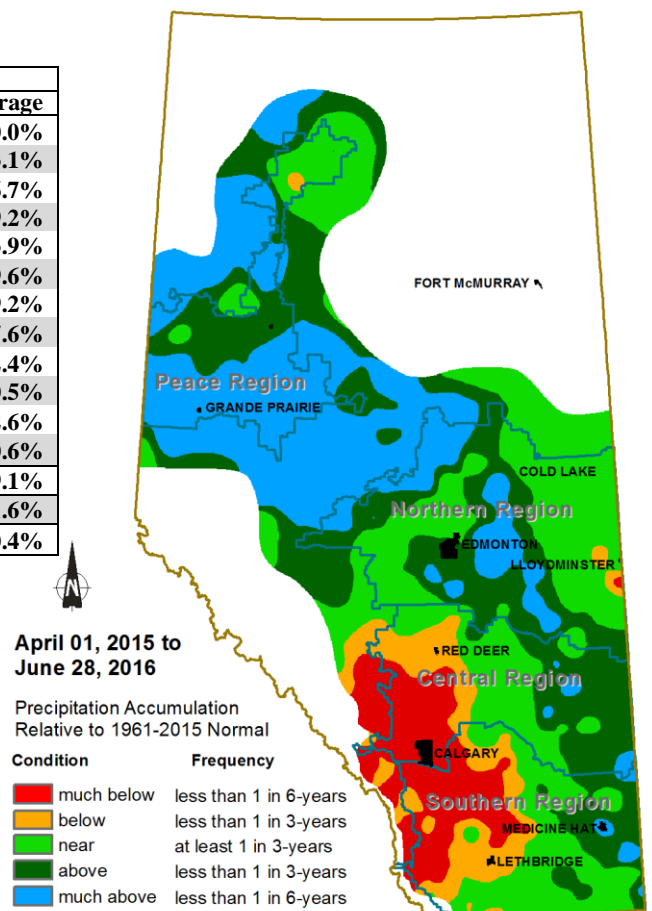 rage
.0%
.1%
.7%
.2%
.9%
.6%
.2%
.6%
.4%
.5%
.6%
.6%
.1%
.6%
.4%
FORT McMURRAY
Peace Region
GRANDE PRAIRIE
COLD LAKE
Northern Region
EDMONTON
LLOYDMINSTER
RED DEER
Central Region
CALGARY
Southern Region
MEDICINE HAT
LETHBRIDGE
N
April 01, 2015 to
June 28, 2016
Precipitation Accumulation
Relative to 1961-2015 Normal
Condition Frequency
much below less than 1 in 6-years
below less than 1 in 3-years
near at least 1 in 3-years
above less than 1 in 3-years
much above less than 1 in 6-years